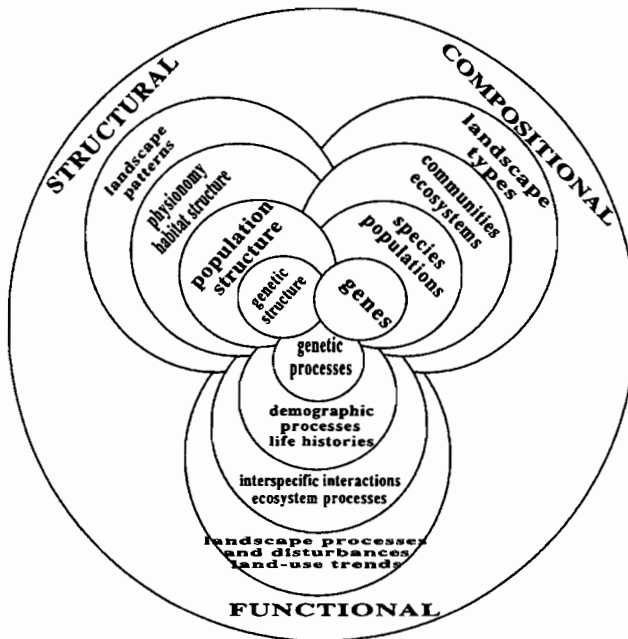 STRUCTURAL
landscape
patterns
physionomy
habitat structure
population
structure
genetic
structure
COMPOSITIONAL
landscape
types
communities
ecosystems
species
populations
genes
genetic
processes
demographic
processes
life histories
interspecific interactions
ecosystem processes
landscape processes
and disturbances
land-use trends
FUNCTIONAL